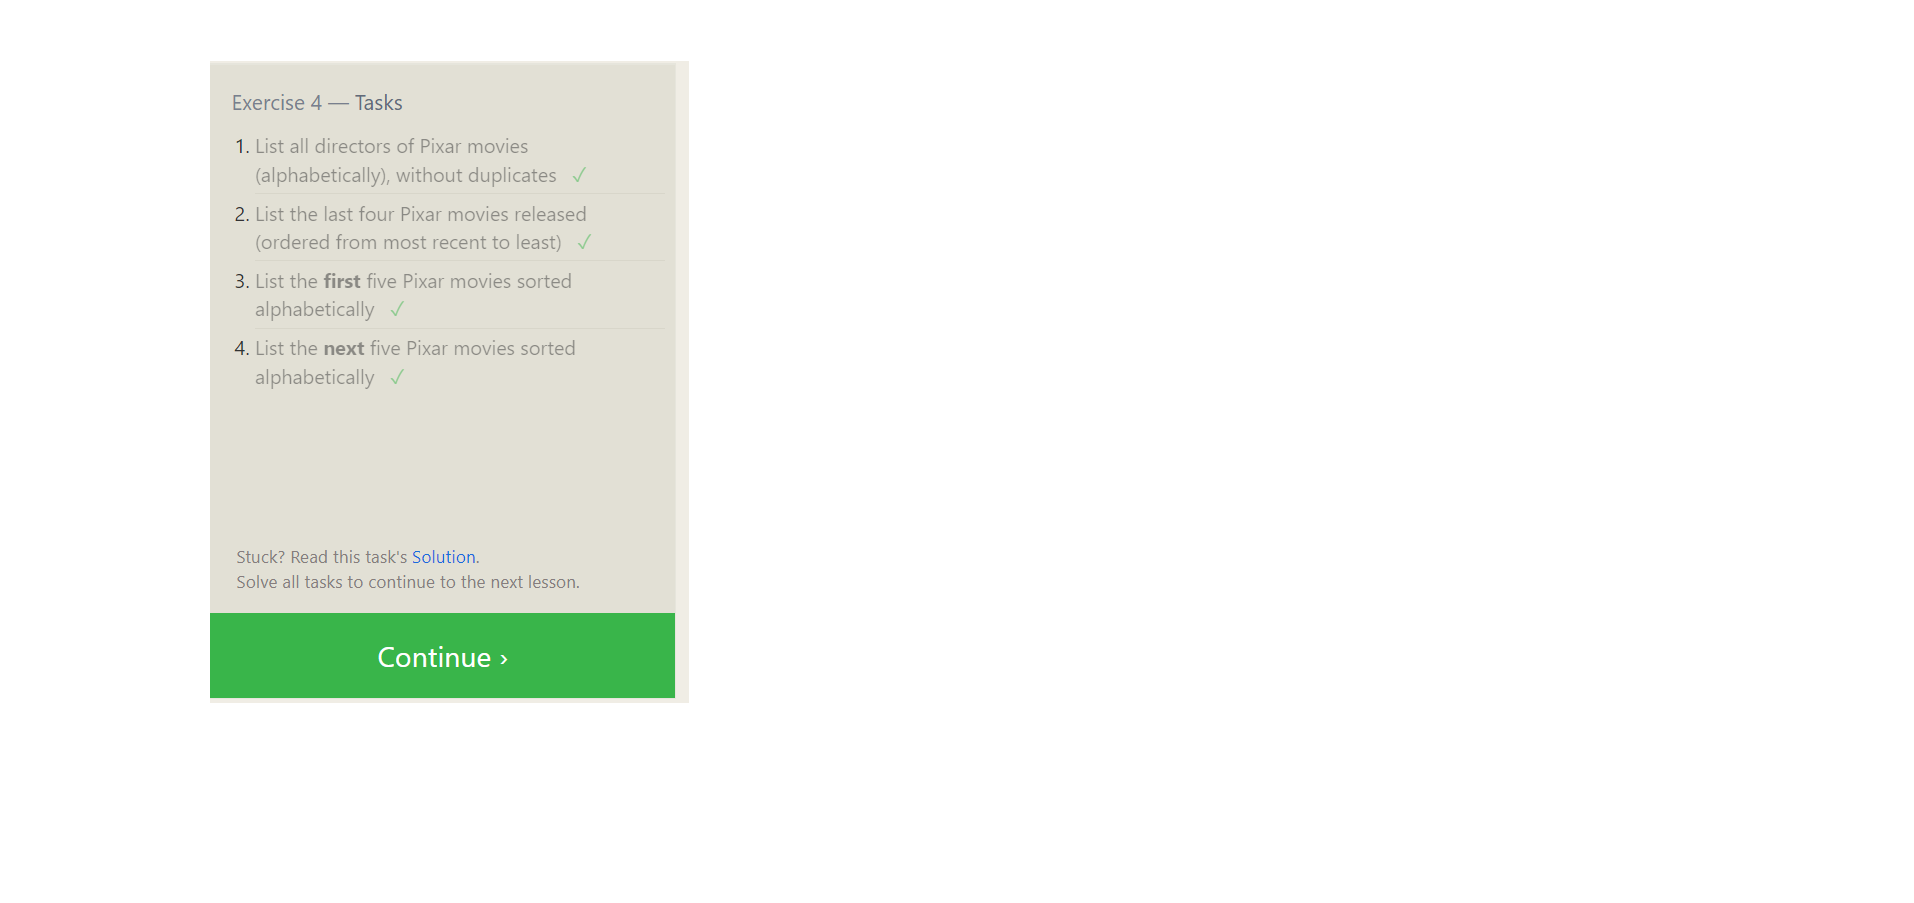 Exercise 4 — Tasks
1. List all directors of Pixar movies
(alphabetically), without duplicates ✓
2. List the last four Pixar movies released
(ordered from most recent to least) ✓
3. List the first five Pixar movies sorted
alphabetically ✓
4. List the next five Pixar movies sorted
alphabetically ✓
Stuck? Read this task's Solution.
Solve all tasks to continue to the next lesson.
Continue ›